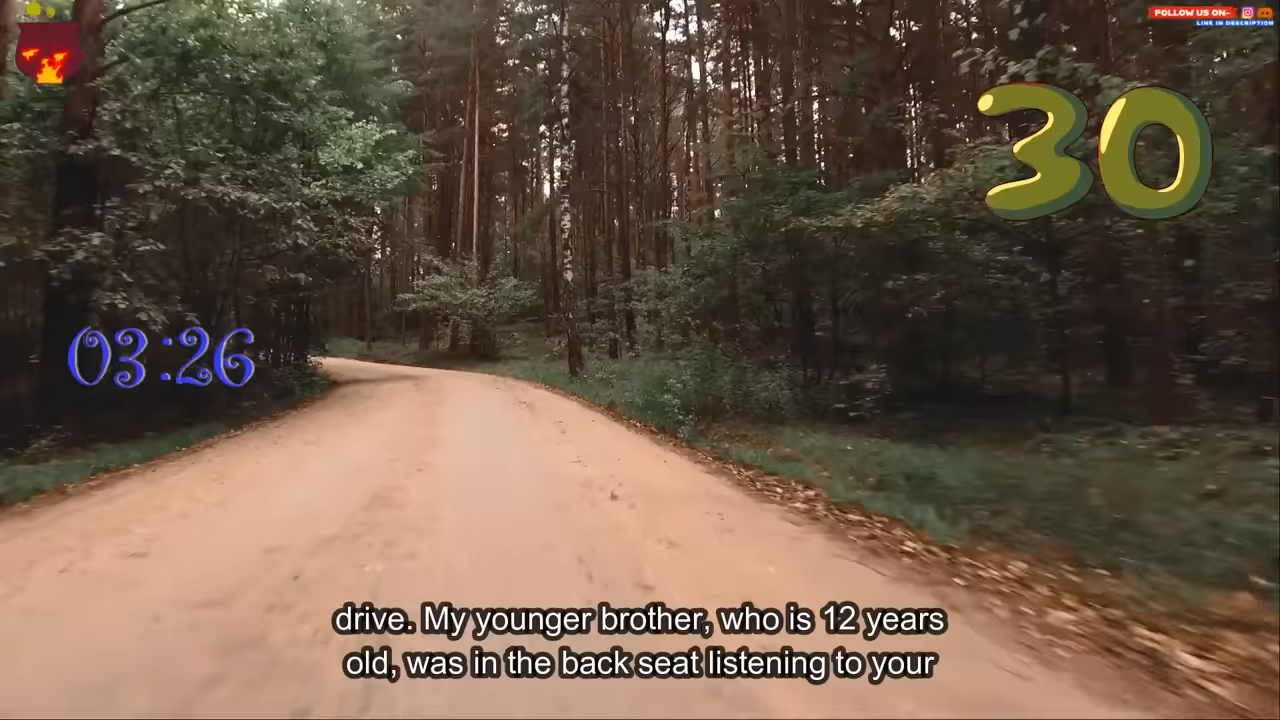 FOLLOW US ON-
LINK IN DESCRIPTION
30
03:26
drive. My younger brother, who is 12 years
old, was in the back seat listening to your